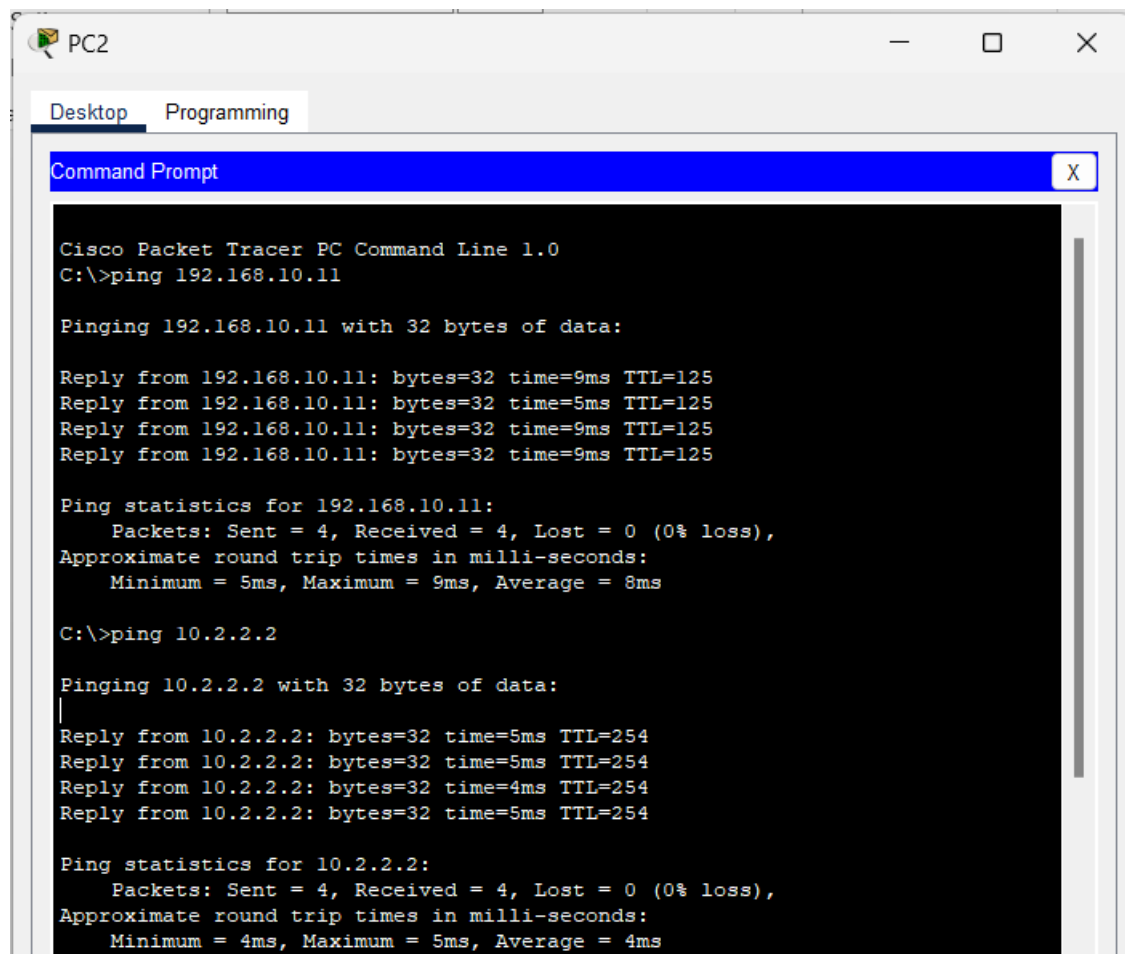 PC2
Desktop Programming
Command Prompt X
Cisco Packet Tracer PC Command Line 1.0
C:\>ping 192.168.10.11
Pinging 192.168.10.11 with 32 bytes of data:
Reply from 192.168.10.11: bytes=32 time=9ms TTL=125
Reply from 192.168.10.11: bytes=32 time=5ms TTL=125
Reply from 192.168.10.11: bytes=32 time=9ms TTL=125
Reply from 192.168.10.11: bytes=32 time=9ms TTL=125
Ping statistics for 192.168.10.11:
    Packets: Sent = 4, Received = 4, Lost = 0 (0% loss),
Approximate round trip times in milli-seconds:
    Minimum = 5ms, Maximum = 9ms, Average = 8ms
C:\>ping 10.2.2.2
Pinging 10.2.2.2 with 32 bytes of data:
Reply from 10.2.2.2: bytes=32 time=5ms TTL=254
Reply from 10.2.2.2: bytes=32 time=5ms TTL=254
Reply from 10.2.2.2: bytes=32 time=4ms TTL=254
Reply from 10.2.2.2: bytes=32 time=5ms TTL=254
Ping statistics for 10.2.2.2:
    Packets: Sent = 4, Received = 4, Lost = 0 (0% loss),
Approximate round trip times in milli-seconds:
    Minimum = 4ms, Maximum = 5ms, Average = 4ms